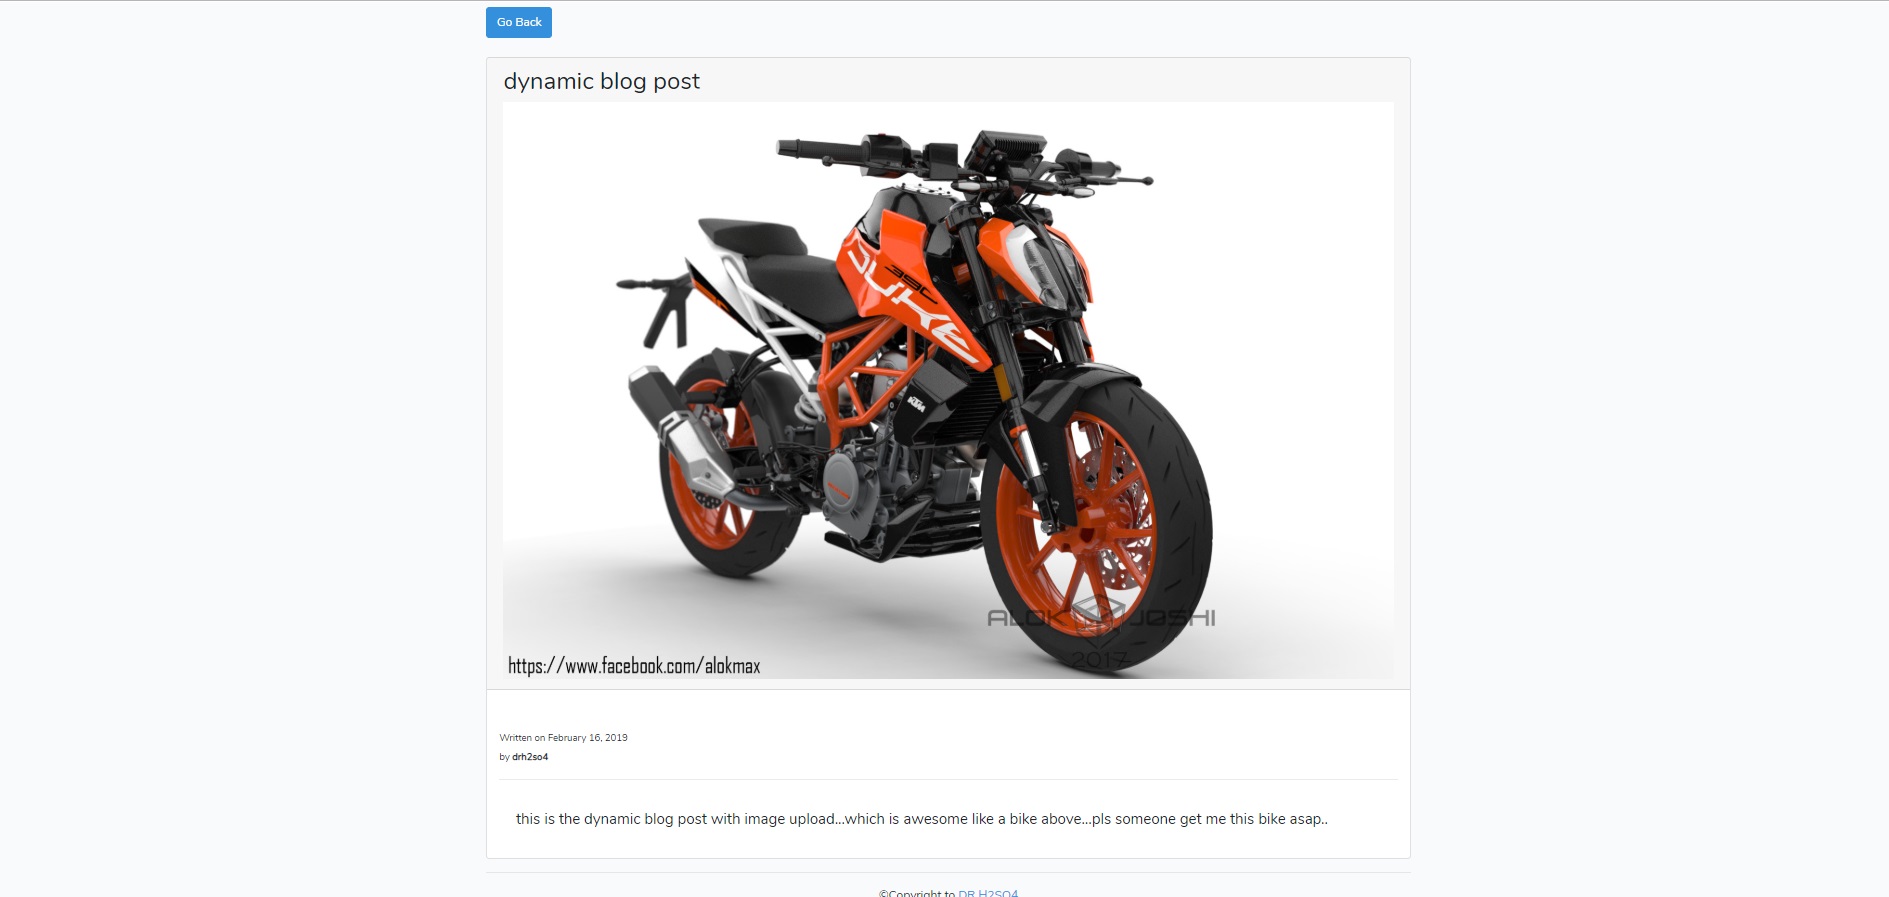 Go Back
dynamic blog post
DUKE
390
KTM
ALOK JOSHI
2017
https://www.facebook.com/alokmax
Written on February 16, 2019
by drh2so4
this is the dynamic blog post with image upload...which is awesome like a bike above...pls someone get me this bike asap..
©Copyright to DR.H2SO4